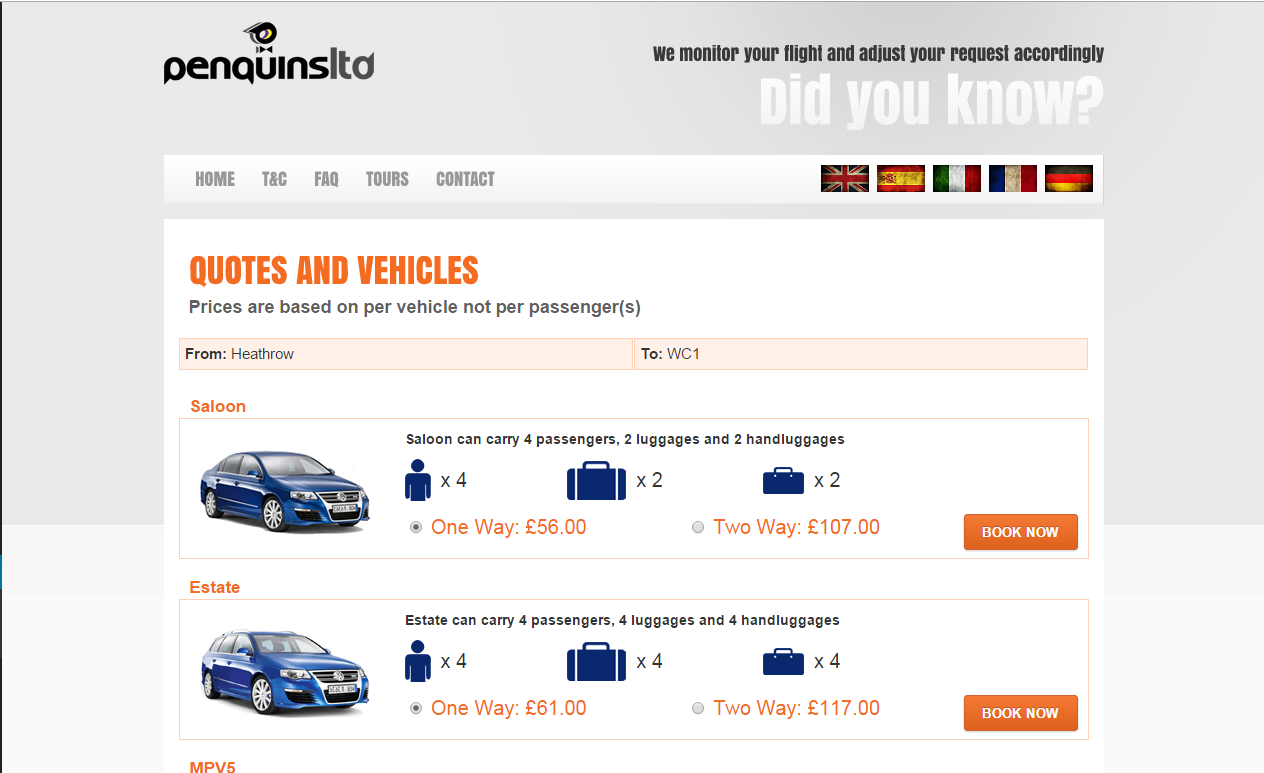 penquinsltd
We monitor your flight and adjust your request accordingly
Did you know?
HOME T&C FAQ TOURS CONTACT
QUOTES AND VEHICLES
Prices are based on per vehicle not per passenger(s)
From: Heathrow To: WC1
Saloon
Saloon can carry 4 passengers, 2 luggages and 2 handluggages
x 4 x 2 x 2
One Way: £56.00 Two Way: £107.00 BOOK NOW
Estate
Estate can carry 4 passengers, 4 luggages and 4 handluggages
x 4 x 4 x 4
One Way: £61.00 Two Way: £117.00 BOOK NOW
MPV5